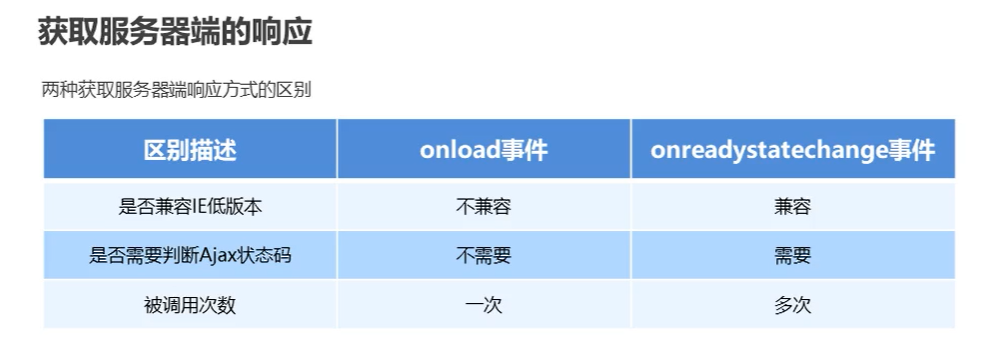 获取服务器端的响应
两种获取服务器端响应方式的区别
区别描述 onload事件 onreadystatechange事件
是否兼容IE低版本 不兼容 兼容
是否需要判断Ajax状态码 不需要 需要
被调用次数 一次 多次